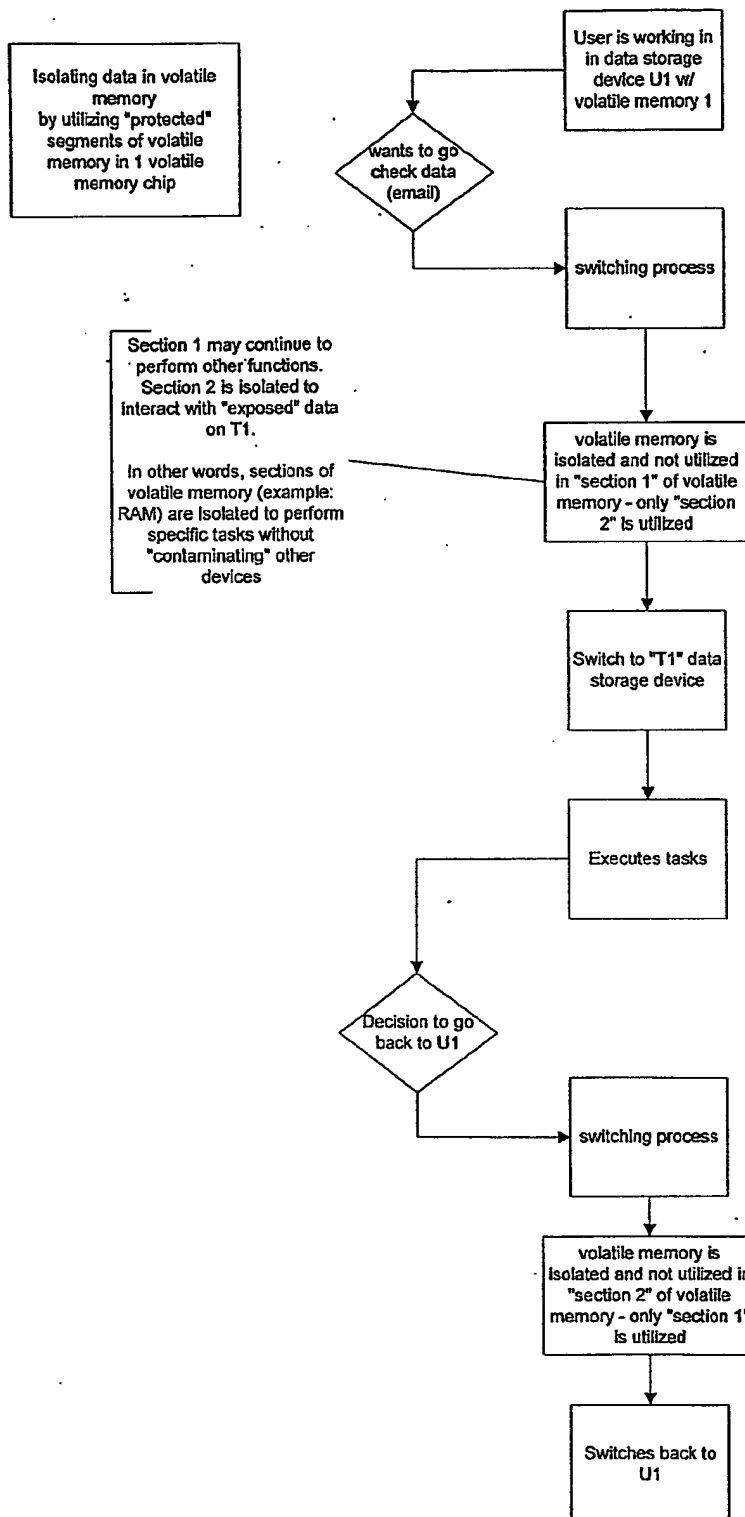 Isolating data in volatile
memory
by utilizing "protected"
segments of volatile
memory in 1 volatile
memory chip
User is working in
in data storage
device U1 w/
volatile memory 1
wants to go
check data
(email)
switching process
Section 1 may continue to
perform other functions.
Section 2 is isolated to
interact with "exposed" data
on T1.
In other words, sections of
volatile memory (example:
RAM) are isolated to perform
specific tasks without
"contaminating" other
devices
volatile memory is
isolated and not utilized
in "section 1" of volatile
memory - only "section
2" is utilized
Switch to "T1" data
storage device
Executes tasks
Decision to go
back to U1
switching process
volatile memory is
isolated and not utilized in
"section 2" of volatile
memory - only "section 1"
is utilized
Switches back to
U1